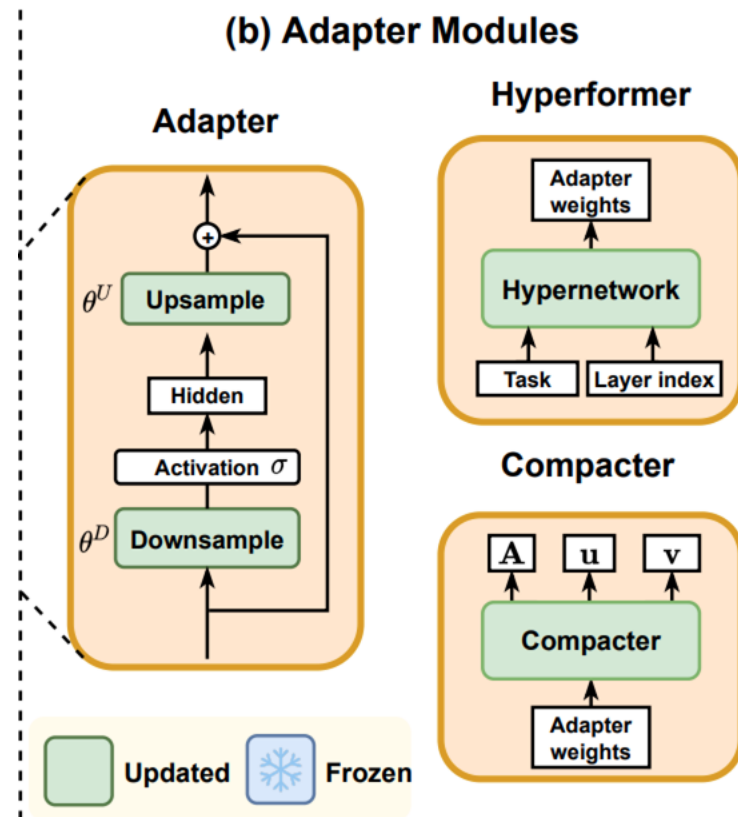 (b) Adapter Modules
Adapter
+
θ^U
Upsample
Hidden
Activation σ
θ^D
Downsample
Updated
Frozen
Hyperformer
Adapter
weights
Hypernetwork
Task
Layer index
Compacter
A
u
v
Compacter
Adapter
weights